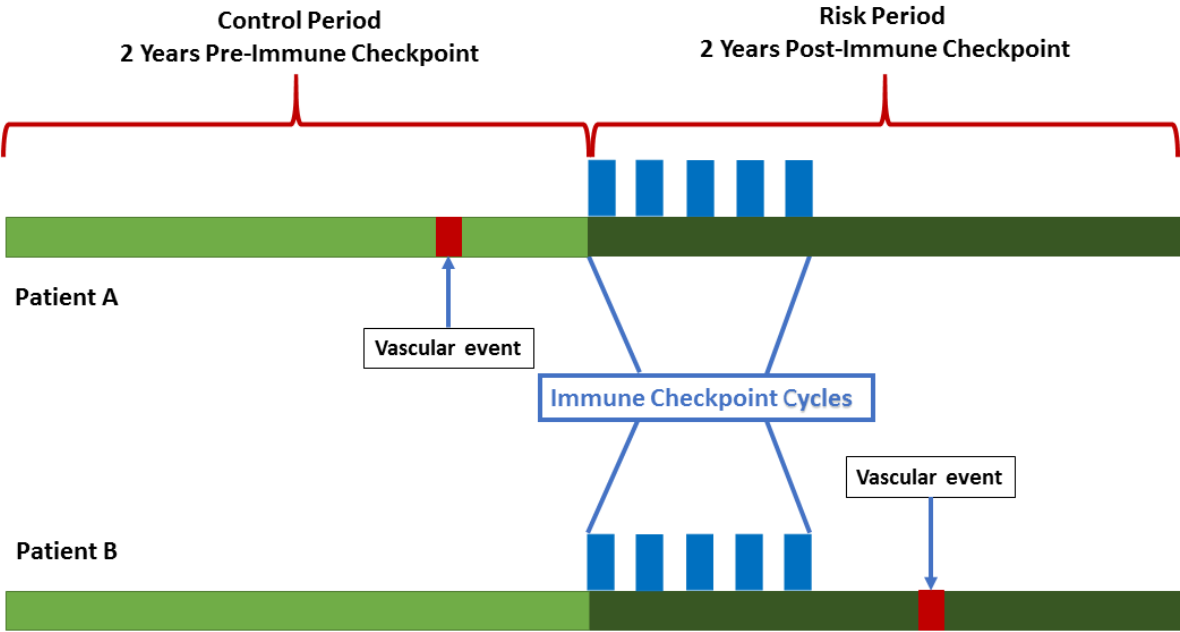 Control Period
2 Years Pre-Immune Checkpoint
Risk Period
2 Years Post-Immune Checkpoint
Patient A
Vascular event
Immune Checkpoint Cycles
Vascular event
Patient B